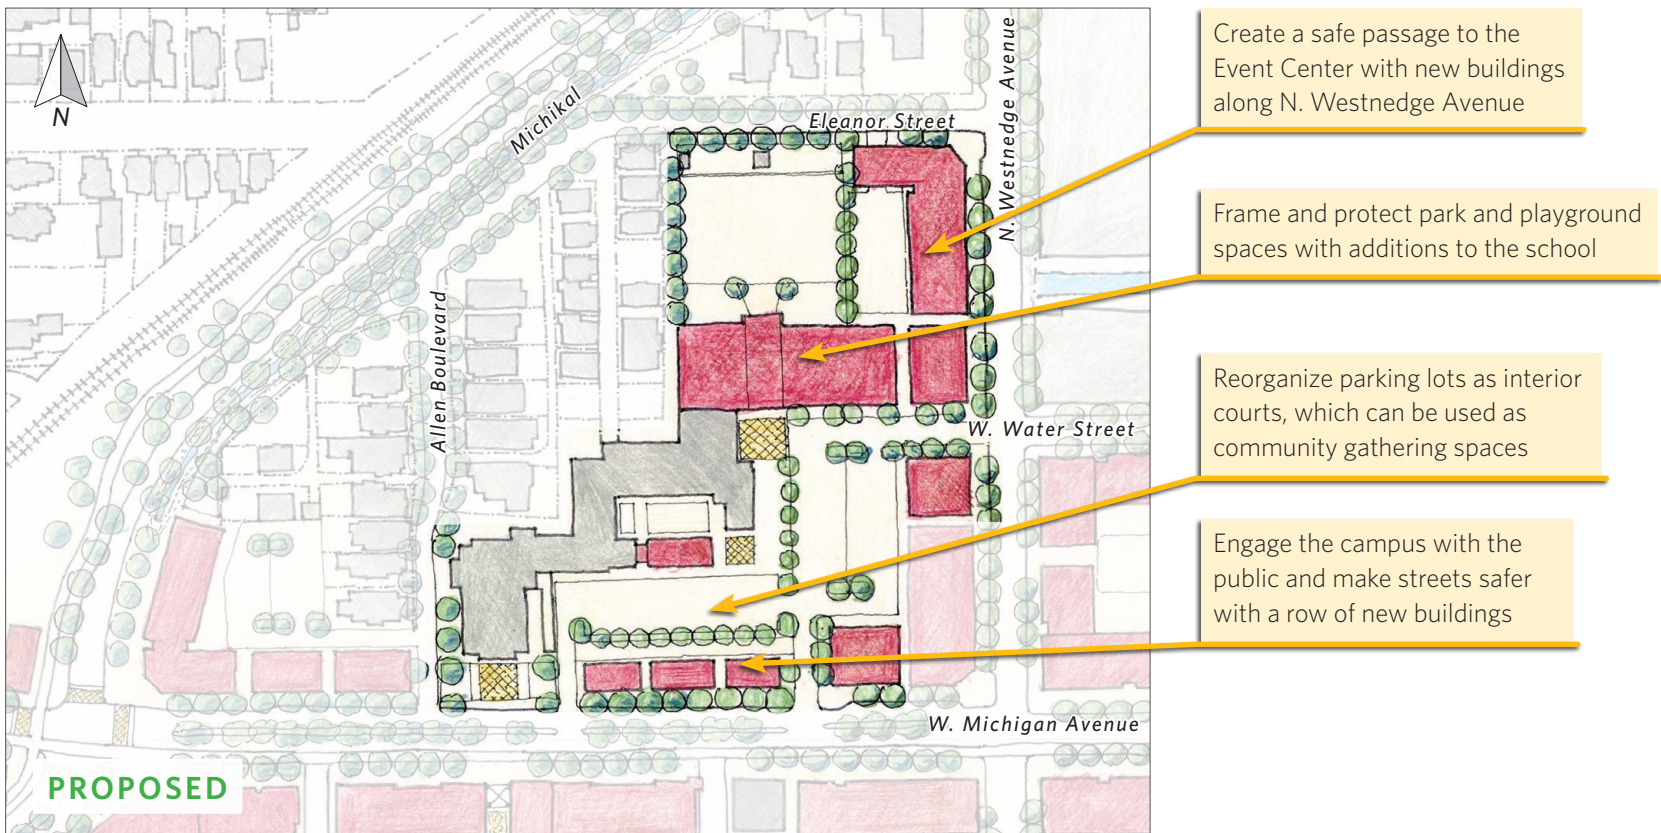 N
Michikal
Eleanor Street
N. Westnedge Avenue
Allen Boulevard
W. Water Street
W. Michigan Avenue
PROPOSED
Create a safe passage to the
Event Center with new buildings
along N. Westnedge Avenue
Frame and protect park and playground
spaces with additions to the school
Reorganize parking lots as interior
courts, which can be used as
community gathering spaces
Engage the campus with the
public and make streets safer
with a row of new buildings